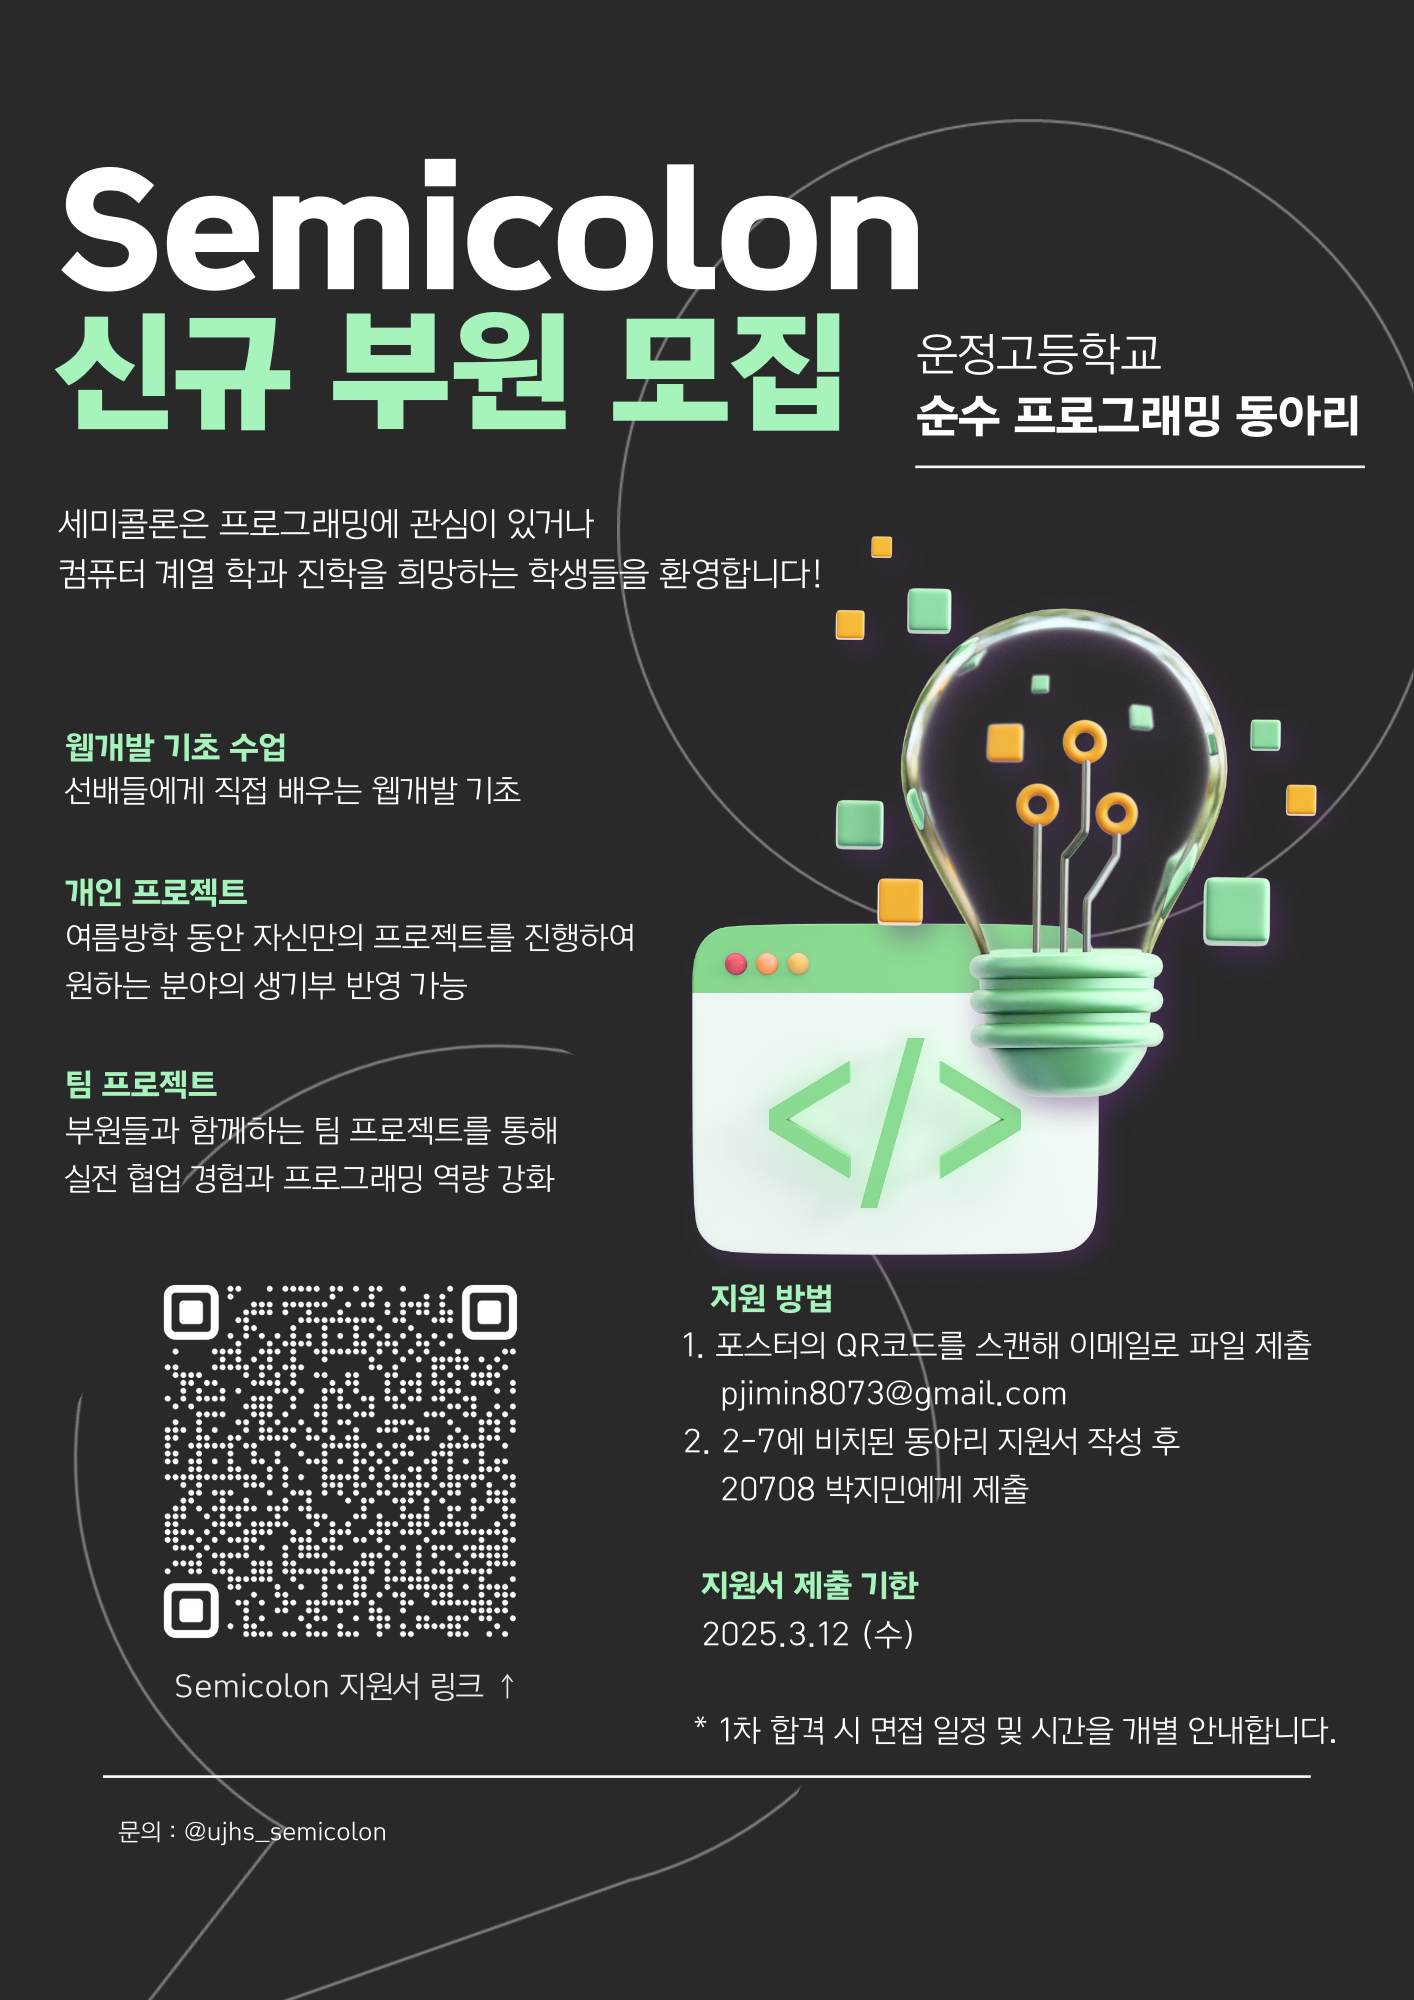 Semicolon
신규 부원 모집
운정고등학교
순수 프로그래밍 동아리
세미콜론은 프로그래밍에 관심이 있거나
컴퓨터 계열 학과 진학을 희망하는 학생들을 환영합니다!
웹개발 기초 수업
선배들에게 직접 배우는 웹개발 기초
개인 프로젝트
여름방학 동안 자신만의 프로젝트를 진행하여
원하는 분야의 생기부 반영 가능
팀 프로젝트
부원들과 함께하는 팀 프로젝트를 통해
실전 협업 경험과 프로그래밍 역량 강화
</>
Semicolon 지원서 링크 ↑
지원 방법
1. 포스터의 QR코드를 스캔해 이메일로 파일 제출
pjimin8073@gmail.com
2. 2-7에 비치된 동아리 지원서 작성 후
20708 박지민에게 제출
지원서 제출 기한
2025.3.12 (수)
* 1차 합격 시 면접 일정 및 시간을 개별 안내합니다.
문의 : @ujhs_semicolon